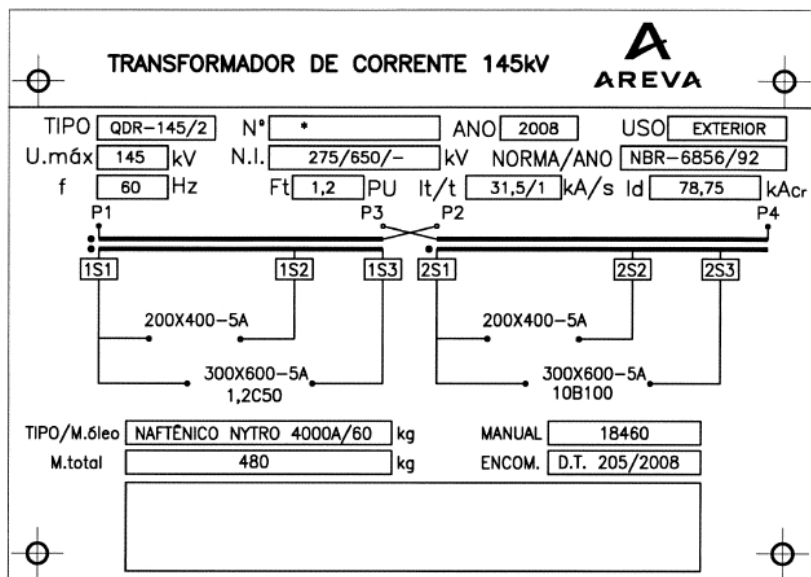 TRANSFORMADOR DE CORRENTE 145kV
AREVA
TIPO QDR-145/2 Nº * ANO 2008 USO EXTERIOR
U.máx 145 kV N.I. 275/650/- kV NORMA/ANO NBR-6856/92
f 60 Hz Ft 1,2 PU It/t 31,5/1 kA/s Id 78,75 kAcr
P1 P3 P2 P4
1S1 1S2 1S3 2S1 2S2 2S3
200X400-5A 200X400-5A
300X600-5A 300X600-5A
1,2C50 10B100
TIPO/M.óleo NAFTÊNICO NYTRO 4000A/60 kg MANUAL 18460
M.total 480 kg ENCOM. D.T. 205/2008